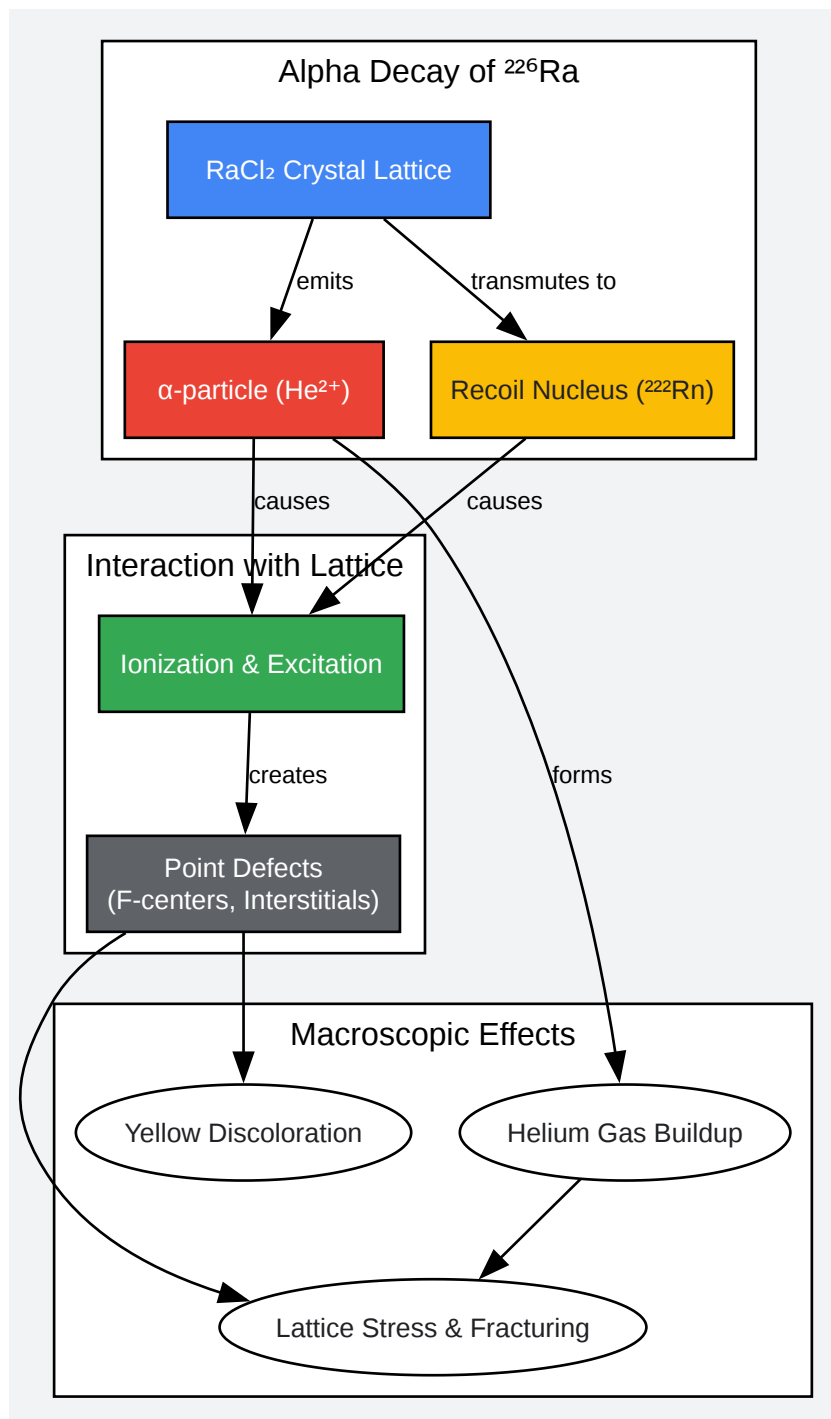 Alpha Decay of ²²⁶Ra
RaCl₂ Crystal Lattice
emits
transmutes to
α-particle (He²⁺)
Recoil Nucleus (²²²Rn)
causes
causes
Interaction with Lattice
Ionization & Excitation
creates
forms
Point Defects
(F-centers, Interstitials)
Macroscopic Effects
Yellow Discoloration
Helium Gas Buildup
Lattice Stress & Fracturing